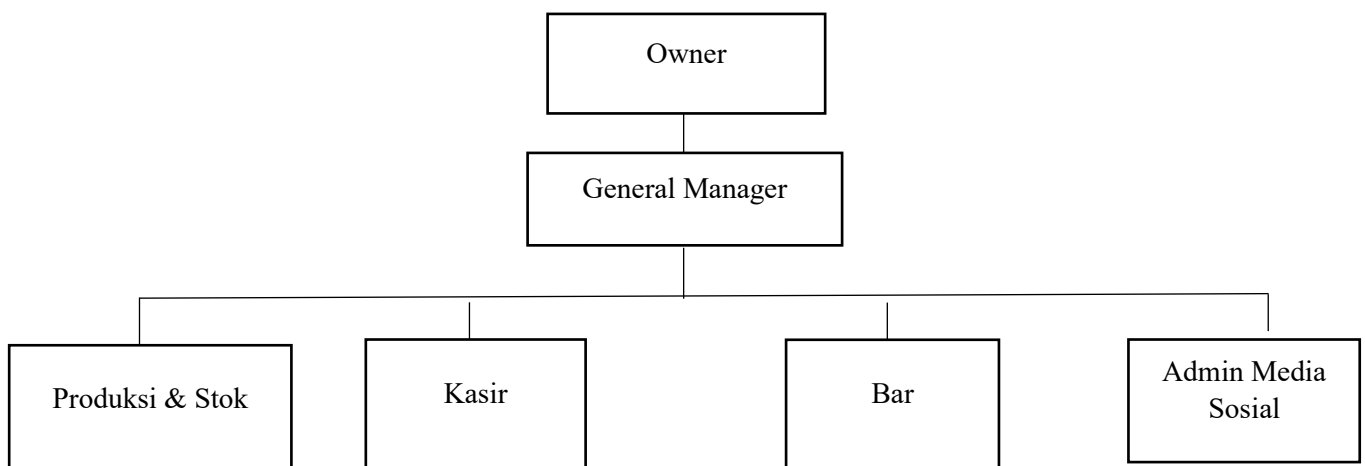 Owner
General Manager
Produksi & Stok
Kasir
Bar
Admin Media
Sosial